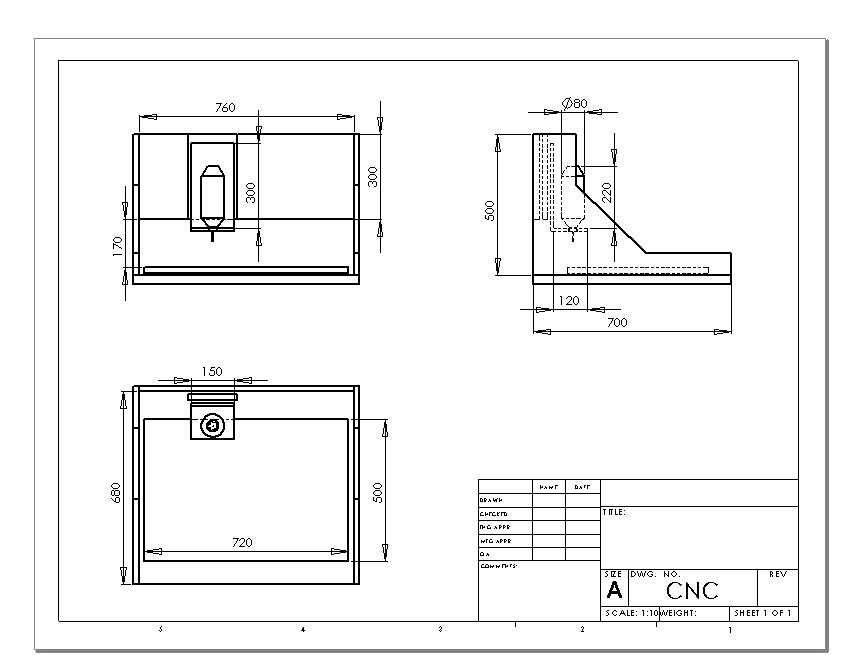 760
Ø80
300
300
220
500
170
120
700
150
680
500
720
NAME DATE
DRAWN
CHECKED
TITLE:
ENG APPR.
MFG APPR.
Q.A.
COMMENTS:
SIZE DWG. NO. REV
A CNC
SCALE: 1:10 WEIGHT: SHEET 1 OF 1
5 4 3 2 1